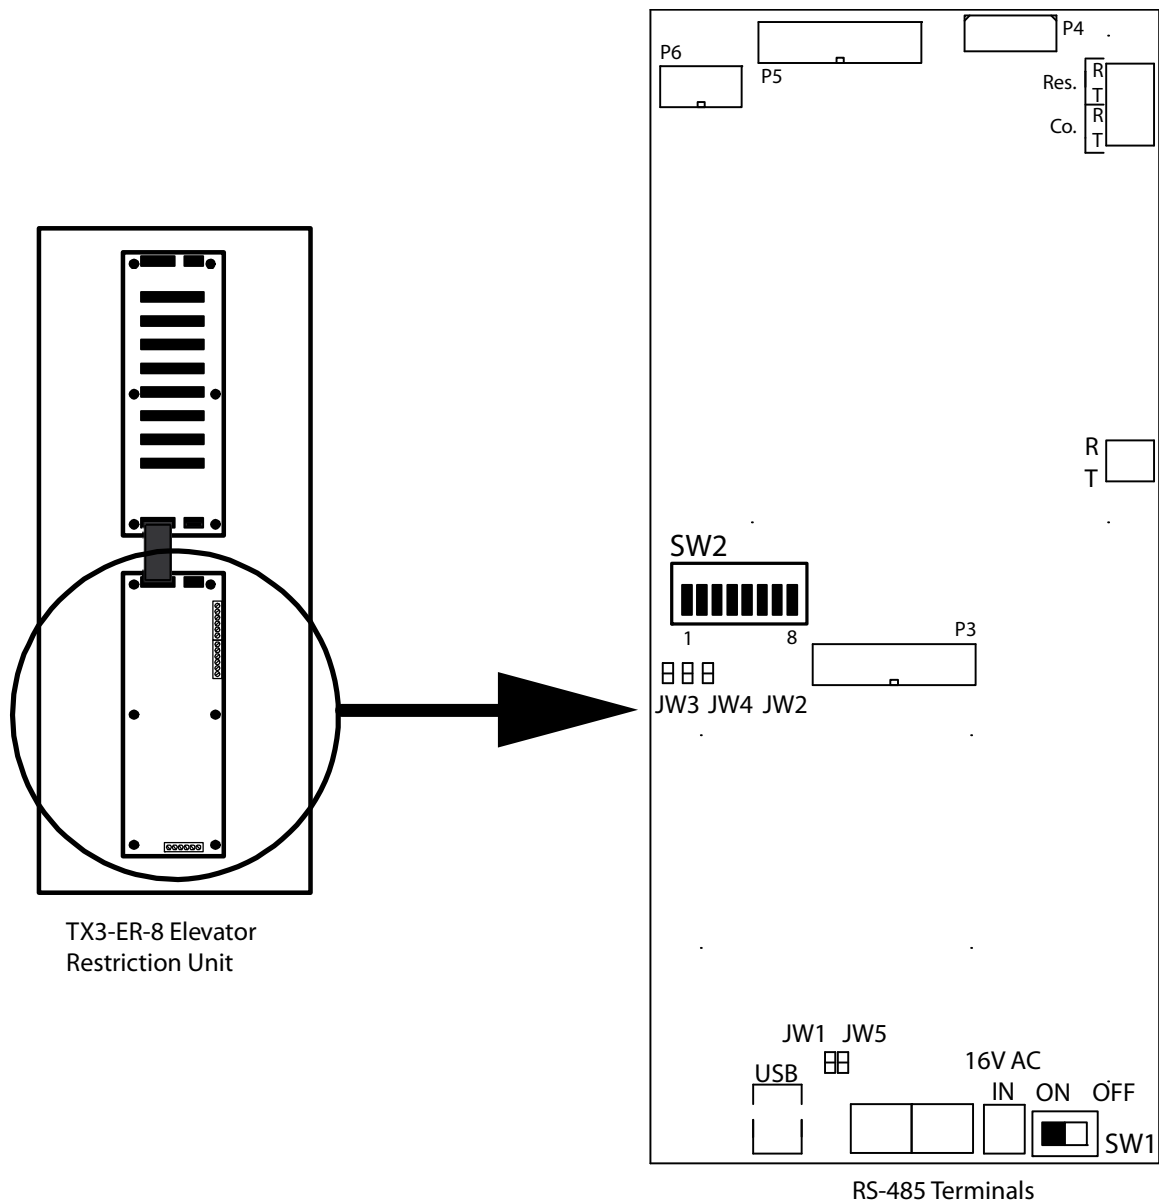 P4
P6
P5
Res.
R
T
Co.
R
T
R
T
SW2
1 8
P3
JW3 JW4 JW2
TX3-ER-8 Elevator
Restriction Unit
JW1 JW5
16V AC
USB
IN ON OFF
SW1
RS-485 Terminals